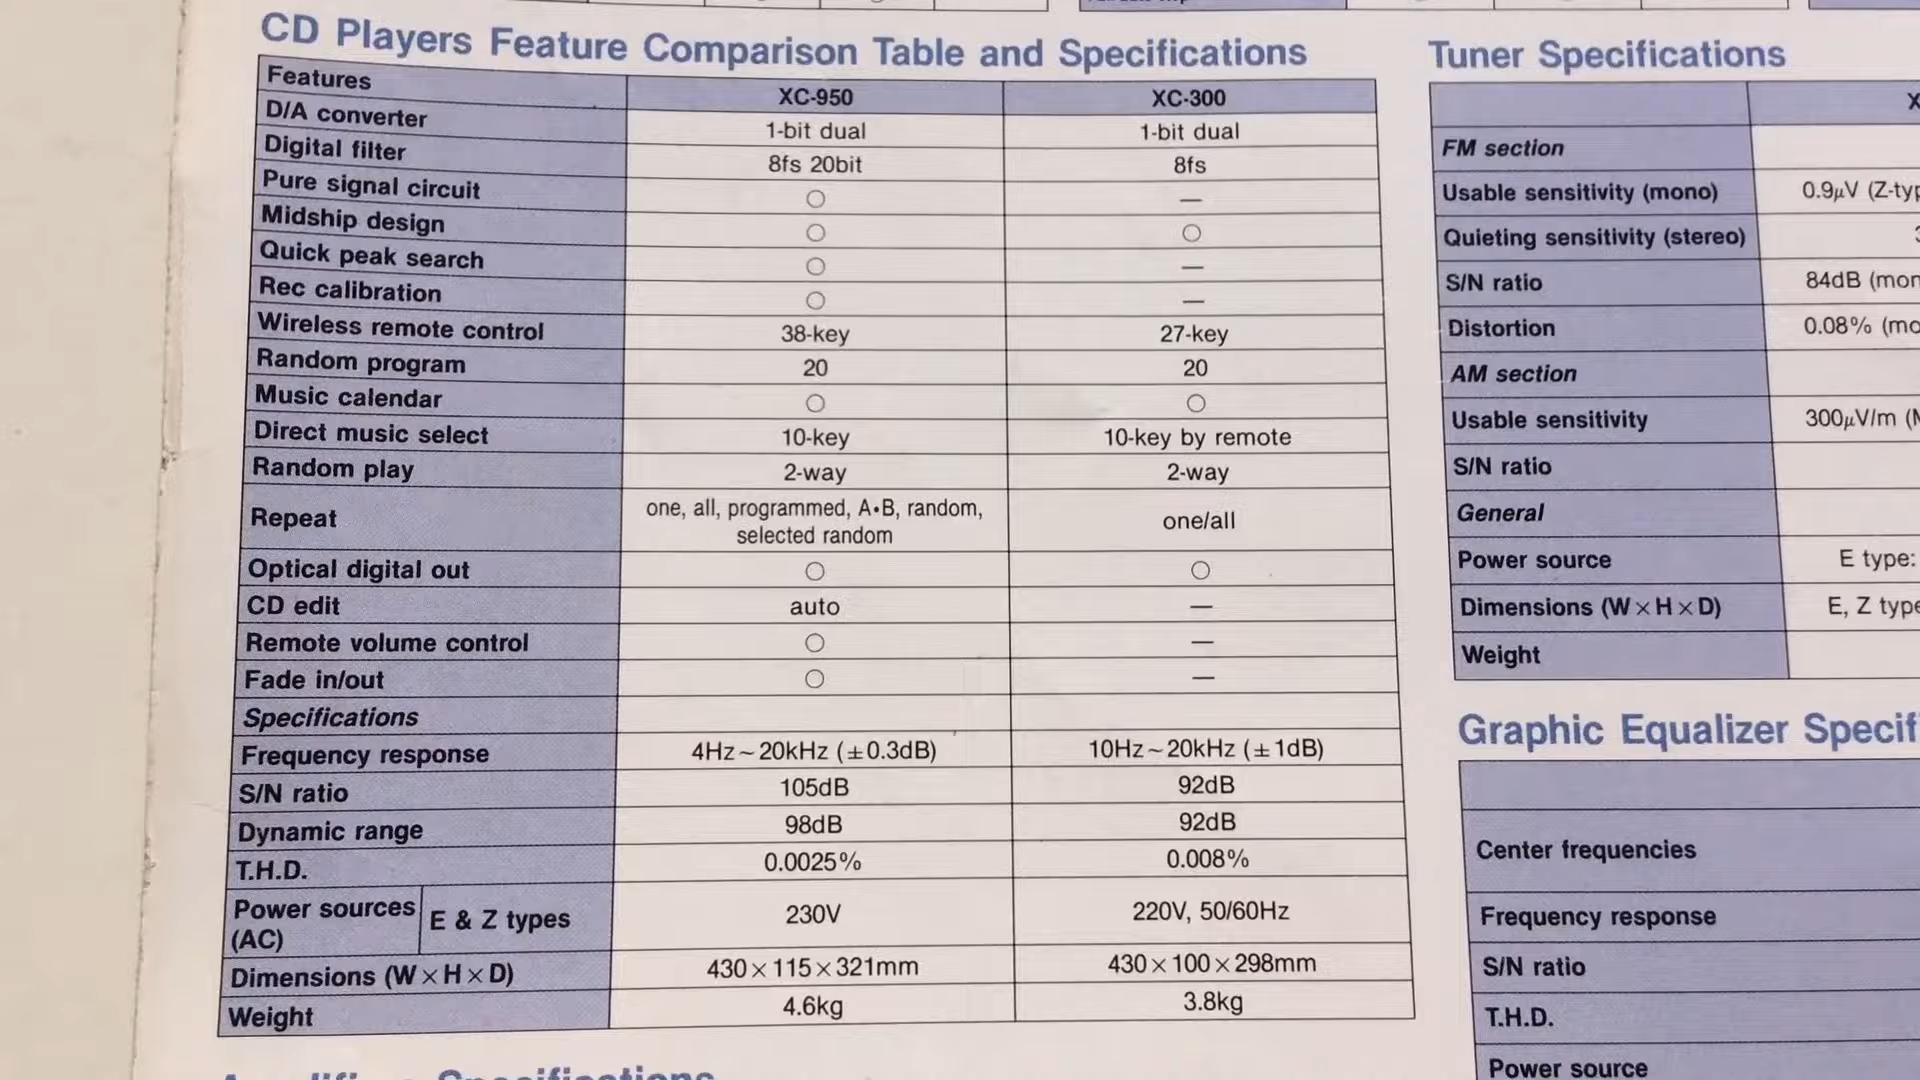 CD Players Feature Comparison Table and Specifications
Features XC-950 XC-300
D/A converter 1-bit dual 1-bit dual
Digital filter 8fs 20bit 8fs
Pure signal circuit ○ —
Midship design ○ ○
Quick peak search ○ —
Rec calibration ○ —
Wireless remote control 38-key 27-key
Random program 20 20
Music calendar ○ ○
Direct music select 10-key 10-key by remote
Random play 2-way 2-way
Repeat one, all, programmed, A•B, random, one/all
selected random
Optical digital out ○ ○
CD edit auto —
Remote volume control ○ —
Fade in/out ○ —
Specifications
Frequency response 4Hz~20kHz (±0.3dB) 10Hz~20kHz (±1dB)
S/N ratio 105dB 92dB
Dynamic range 98dB 92dB
T.H.D. 0.0025% 0.008%
Power sources (AC) E & Z types 230V 220V, 50/60Hz
Dimensions (W×H×D) 430×115×321mm 430×100×298mm
Weight 4.6kg 3.8kg
Tuner Specifications
FM section
Usable sensitivity (mono) 0.9μV
Quieting sensitivity (stereo)
S/N ratio 84dB
Distortion 0.08%
AM section
Usable sensitivity 300μV/m
S/N ratio
General
Power source E type:
Dimensions (W×H×D) E, Z type
Weight
Graphic Equalizer
Center frequencies
Frequency response
S/N ratio
T.H.D.
Power source